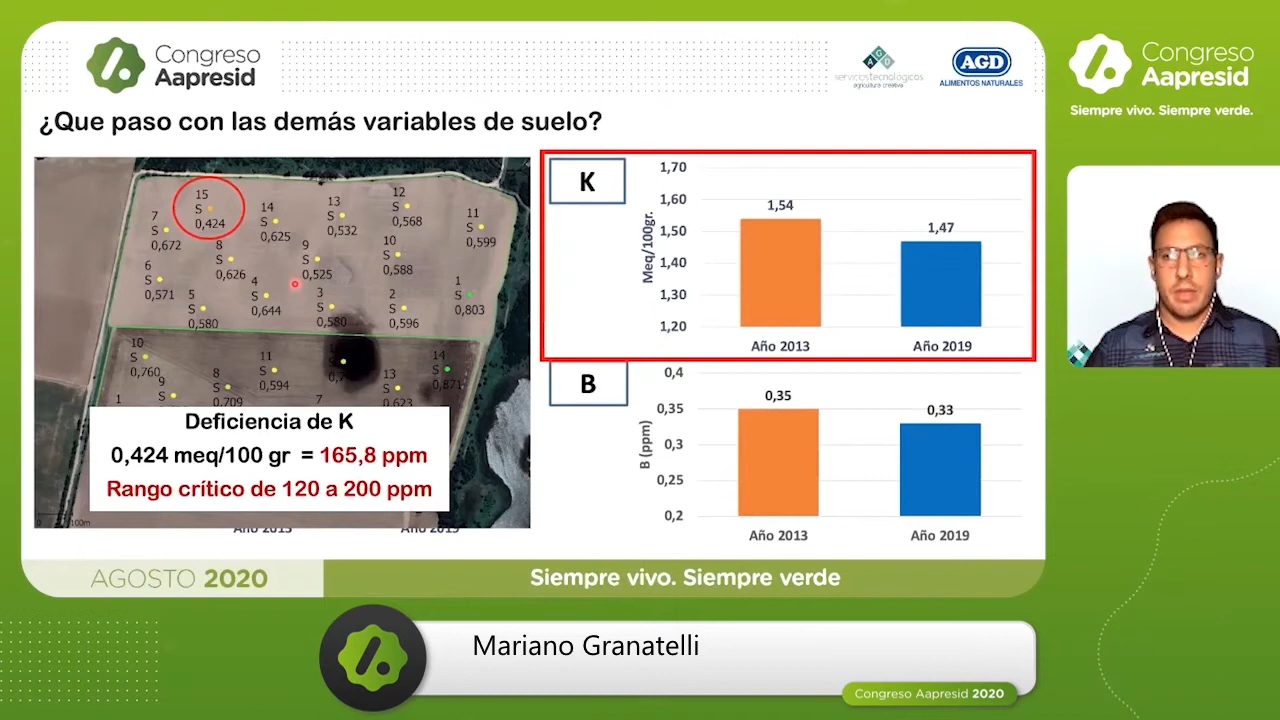 Congreso
Aapresid
AGD
serviciostecnológicos
agricultura creativa
AGD
ALIMENTOS NATURALES
Congreso
Aapresid
Siempre vivo. Siempre verde.
¿Que paso con las demás variables de suelo?
15
S
0,424
14
S
0,625
13
S
0,532
12
S
0,568
11
S
0,599
7
S
0,672
8
S
0,626
9
S
0,525
10
S
0,588
6
S
0,571
5
S
0,580
4
S
0,644
3
S
0,580
2
S
0,596
1
S
0,803
10
S
0,760
11
S
0,594
14
S
0,871
9
S
8
S
0,709
13
S
0,623
1
7
Deficiencia de K
0,424 meq/100 gr = 165,8 ppm
Rango crítico de 120 a 200 ppm
0
100m
K
Meq/100gr.
1,70
1,60
1,50
1,40
1,30
1,20
1,54
1,47
Año 2013
Año 2019
B
B (ppm)
0,4
0,35
0,3
0,25
0,2
0,35
0,33
Año 2013
Año 2019
AGOSTO 2020
Siempre vivo. Siempre verde
Mariano Granatelli
Congreso Aapresid 2020